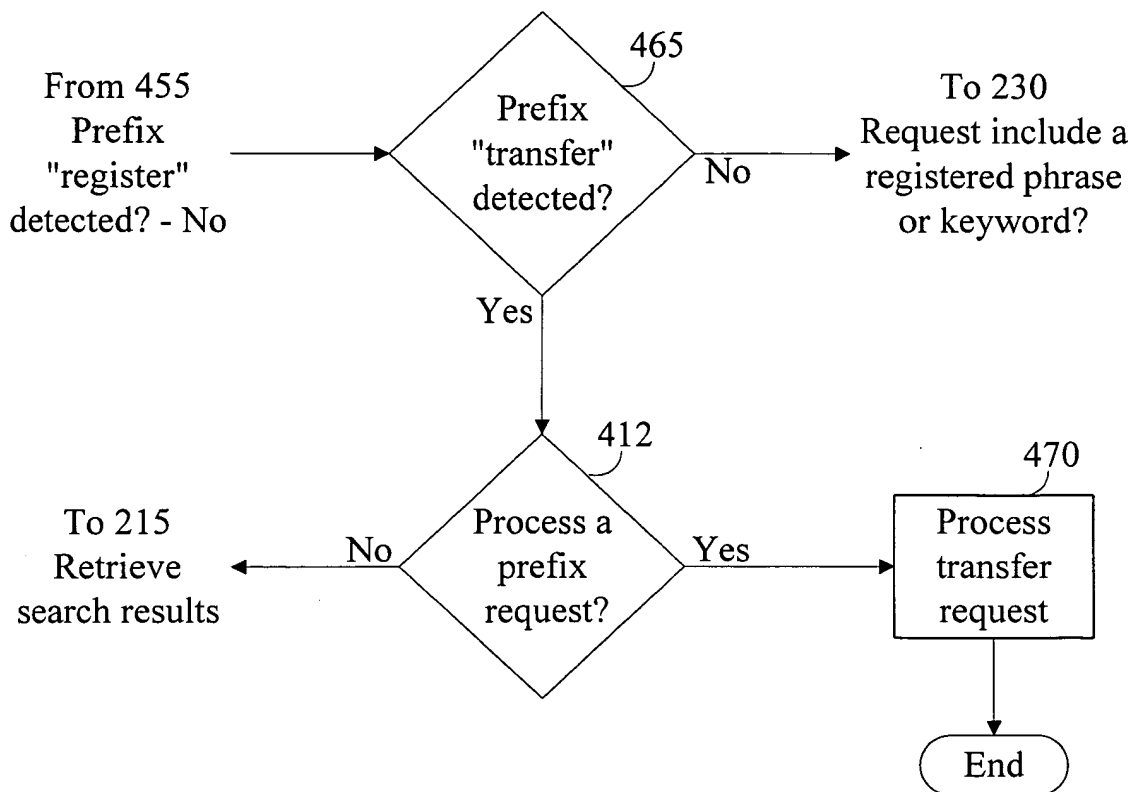 465
From 455
Prefix
"register"
detected? - No
Prefix
"transfer"
detected?
No
To 230
Request include a
registered phrase
or keyword?
Yes
412
470
To 215
Retrieve
search results
No
Process a
prefix
request?
Yes
Process
transfer
request
End